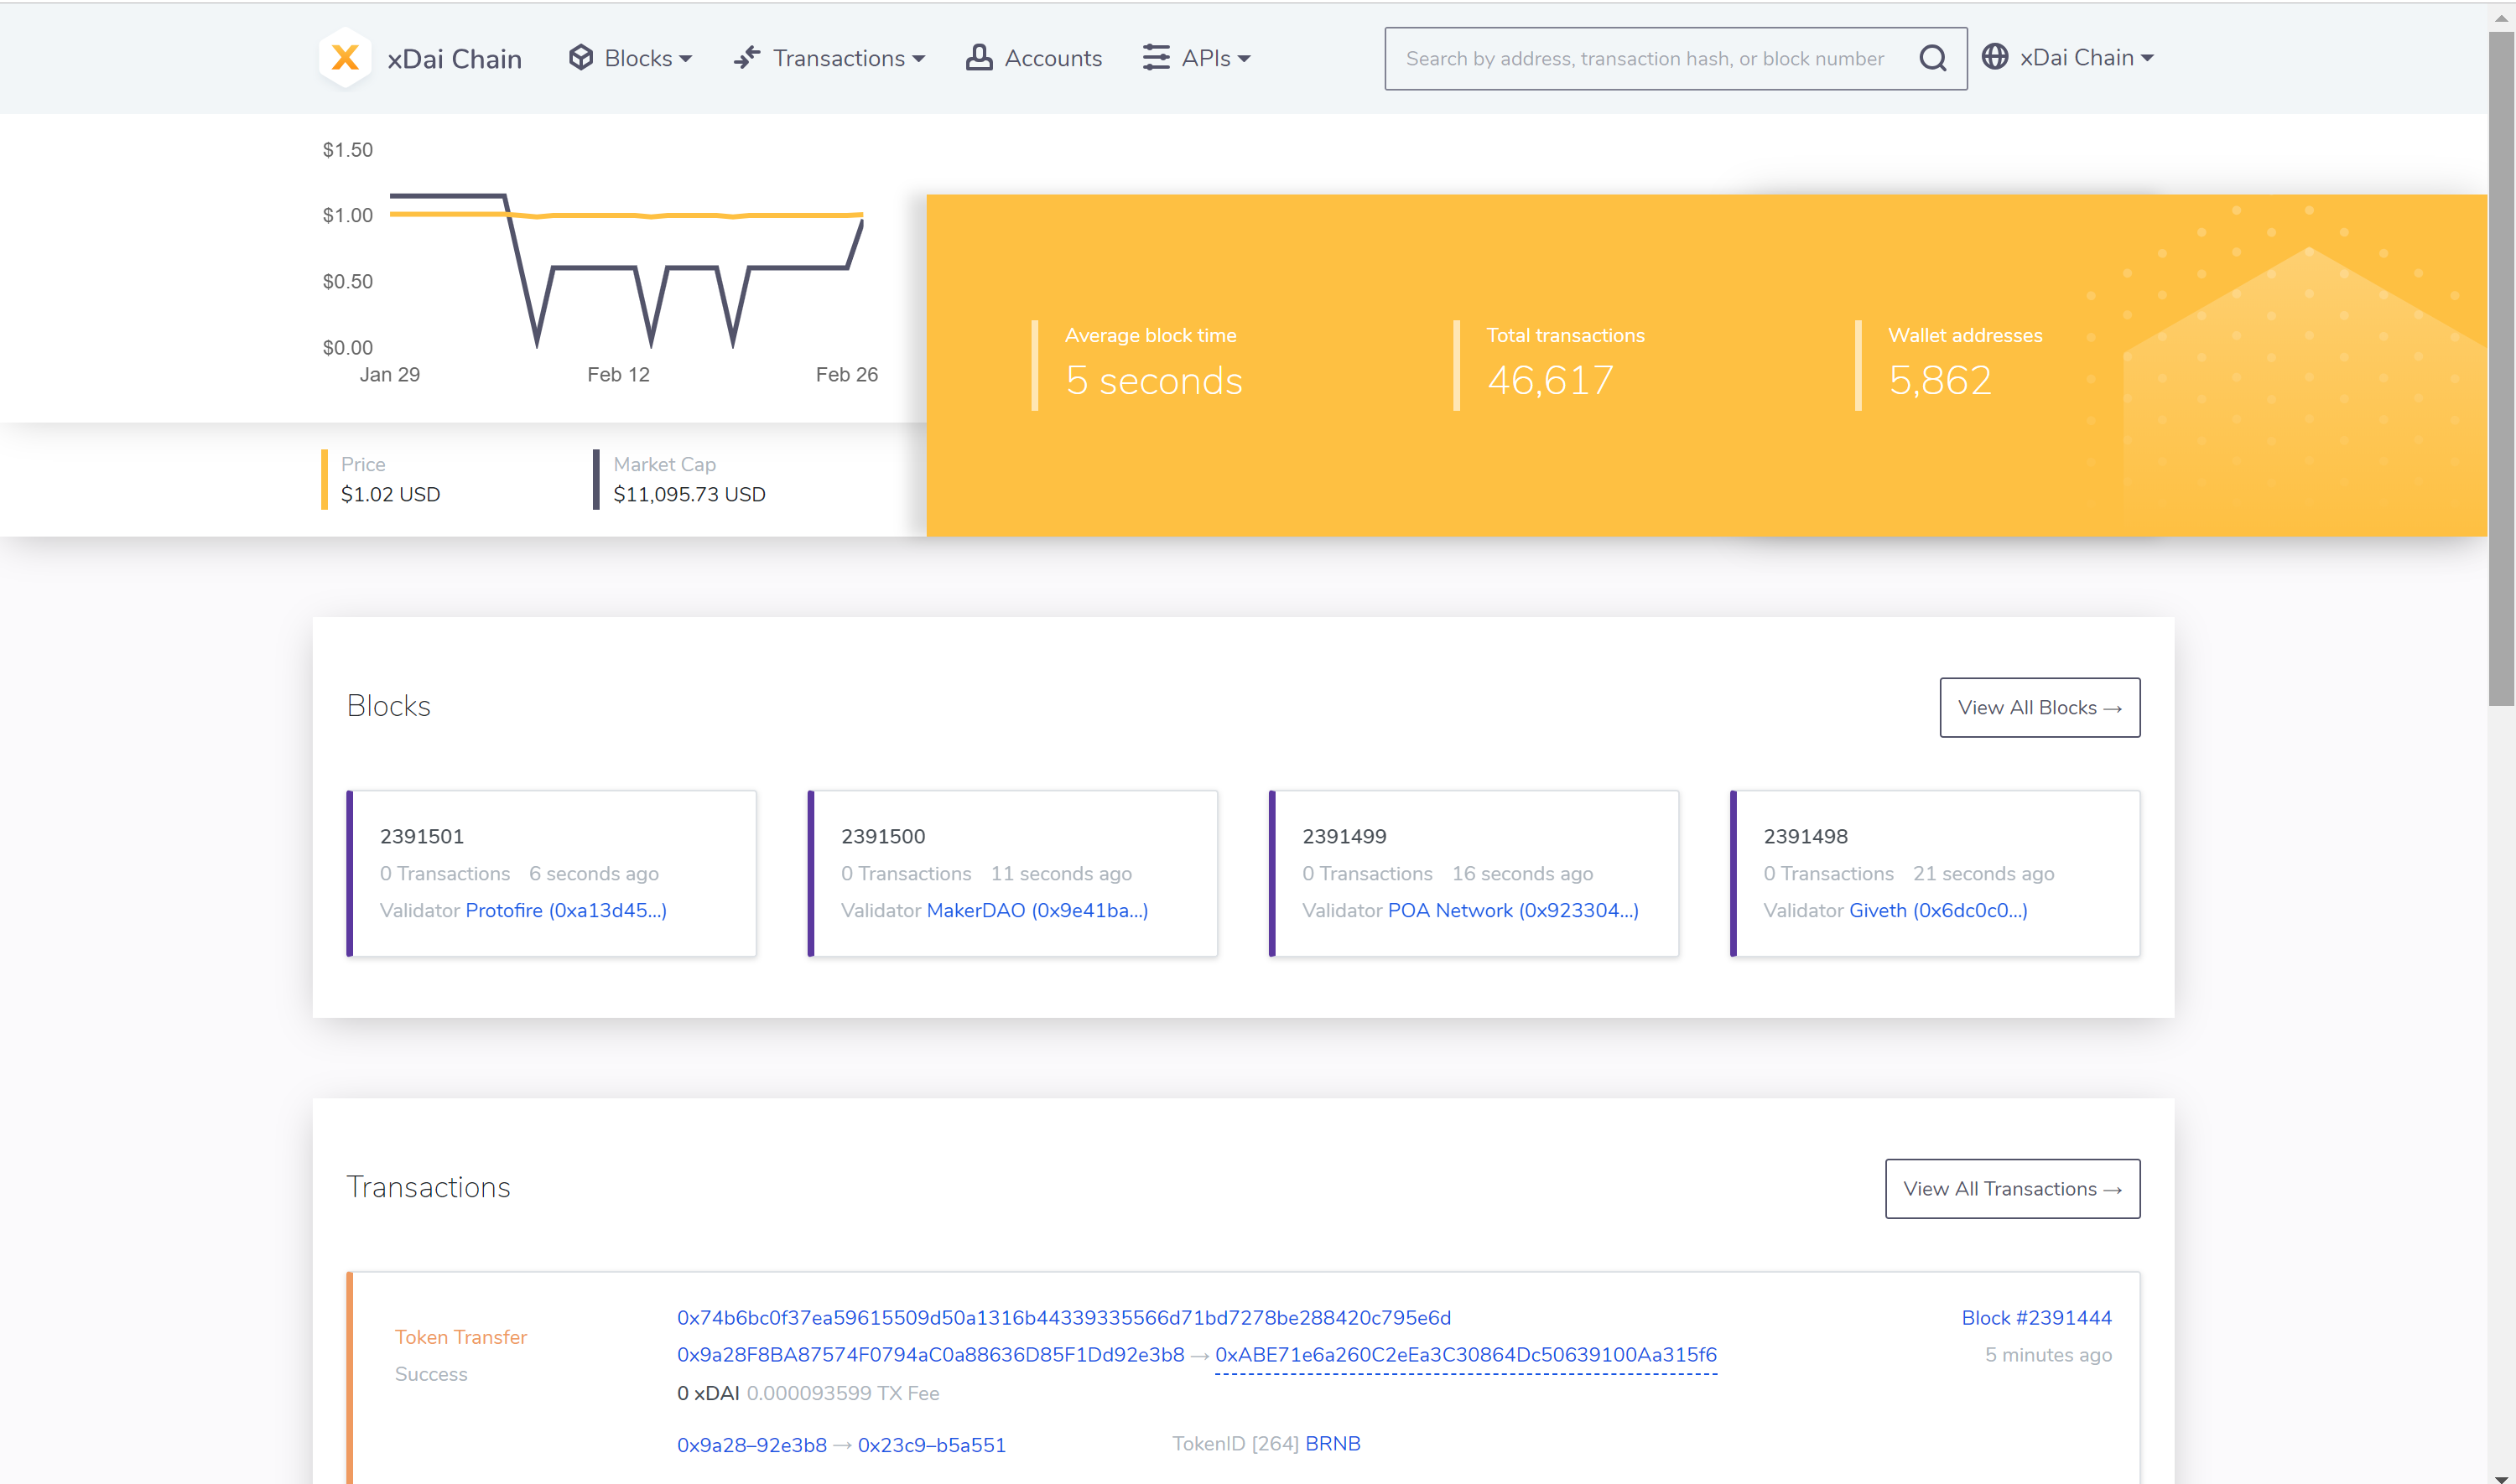 xDai Chain
Blocks
Transactions
Accounts
APIs
Search by address, transaction hash, or block number
xDai Chain
$1.50
$1.00
$0.50
$0.00
Jan 29 Feb 12 Feb 26
Price
$1.02 USD
Market Cap
$11,095.73 USD
Average block time
5 seconds
Total transactions
46,617
Wallet addresses
5,862
Blocks
View All Blocks →
2391501
0 Transactions 6 seconds ago
Validator Protofire (0xa13d45...)
2391500
0 Transactions 11 seconds ago
Validator MakerDAO (0x9e41ba...)
2391499
0 Transactions 16 seconds ago
Validator POA Network (0x923304...)
2391498
0 Transactions 21 seconds ago
Validator Giveth (0x6dc0c0...)
Transactions
View All Transactions →
Token Transfer
Success
0x74b6bc0f37ea59615509d50a1316b44339335566d71bd7278be288420c795e6d
0x9a28F8BA87574F0794aC0a88636D85F1Dd92e3b8 → 0xABE71e6a260C2eEa3C30864Dc50639100Aa315f6
0 xDAI 0.000093599 TX Fee
0x9a28–92e3b8 → 0x23c9–b5a551
TokenID [264] BRNB
Block #2391444
5 minutes ago